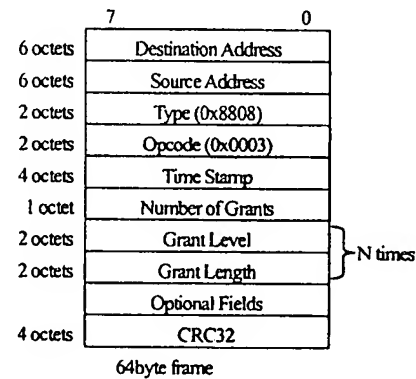 7 0
6 octets Destination Address
6 octets Source Address
2 octets Type (0x8808)
2 octets Opcode (0x0003)
4 octets Time Stamp
1 octet Number of Grants
2 octets Grant Level
N times
2 octets Grant Length
Optional Fields
4 octets CRC32
64byte frame